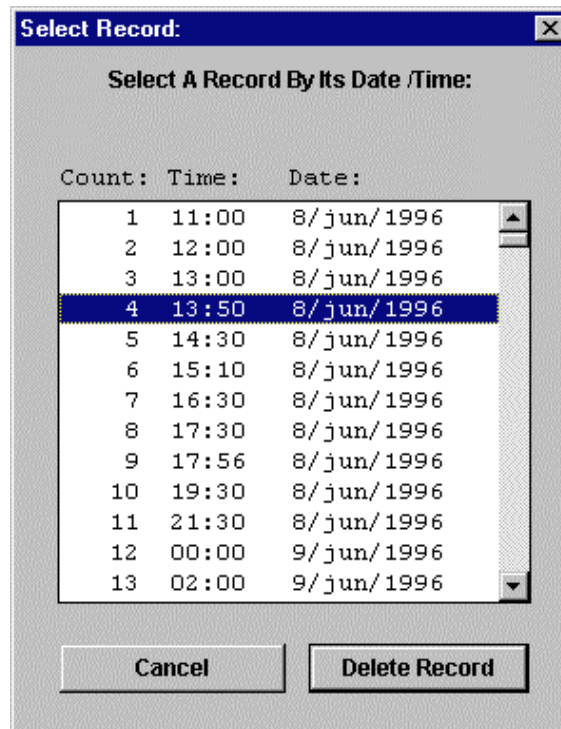 Select Record:
Select A Record By Its Date /Time:
Count: Time: Date:
1 11:00 8/jun/1996
2 12:00 8/jun/1996
3 13:00 8/jun/1996
4 13:50 8/jun/1996
5 14:30 8/jun/1996
6 15:10 8/jun/1996
7 16:30 8/jun/1996
8 17:30 8/jun/1996
9 17:56 8/jun/1996
10 19:30 8/jun/1996
11 21:30 8/jun/1996
12 00:00 9/jun/1996
13 02:00 9/jun/1996
Cancel Delete Record